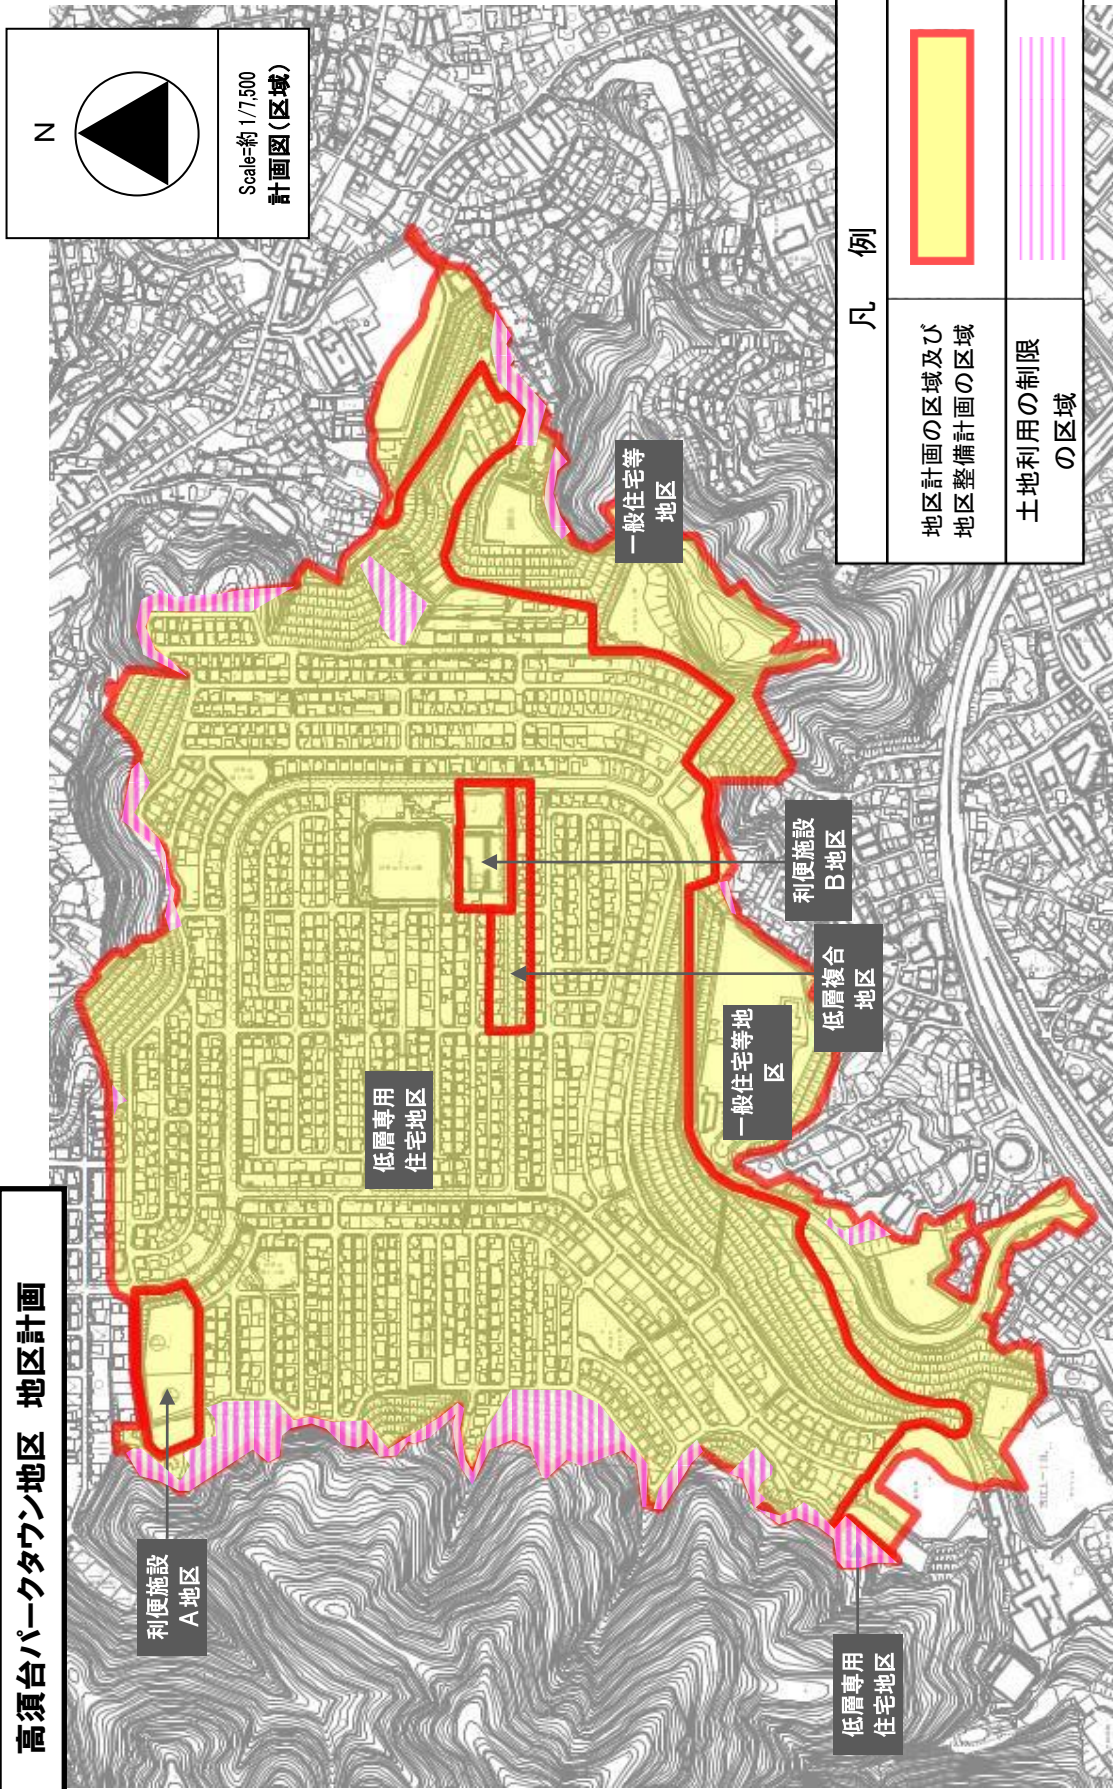 高須台パークタウン地区 地区計画
N
Scale=約 1/7,500
計画図(区域)
凡 例
地区計画の区域及び
地区整備計画の区域
土地利用の制限
の区域
利便施設
A地区
低層専用
住宅地区
一般住宅等
地区
利便施設
B地区
低層複合
地区
一般住宅等地
区
低層専用
住宅地区